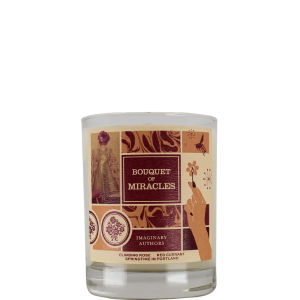 BOUQUET
OF
MIRACLES
IMAGINARY
AUTHORS
CLIMBING ROSE RED CURRANT
SPRINGTIME IN PORTLAND